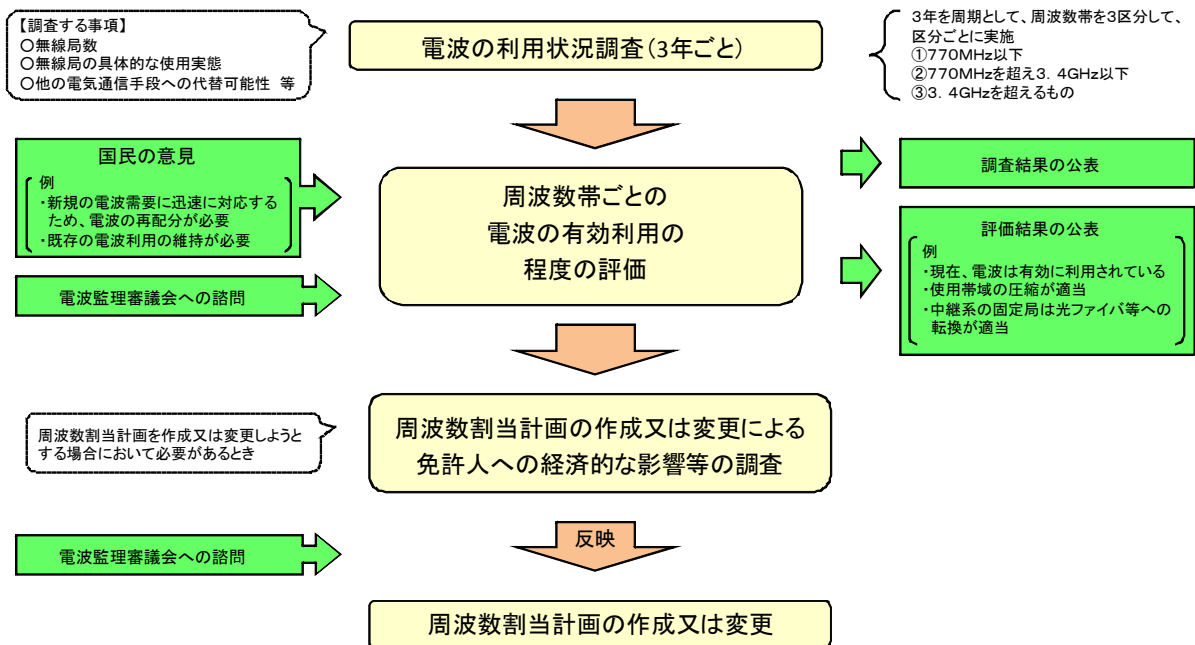 【調査する事項】
○無線局数
○無線局の具体的な使用実態
○他の電気通信手段への代替可能性 等
電波の利用状況調査(3年ごと)
3年を周期として、周波数帯を3区分して、
区分ごとに実施
①770MHz以下
②770MHzを超え3.4GHz以下
③3.4GHzを超えるもの
国民の意見
例
・新規の電波需要に迅速に対応する
ため、電波の再配分が必要
・既存の電波利用の維持が必要
電波監理審議会への諮問
周波数帯ごとの
電波の有効利用の
程度の評価
調査結果の公表
評価結果の公表
例
・現在、電波は有効に利用されている
・使用帯域の圧縮が適当
・中継系の固定局は光ファイバ等への
転換が適当
周波数割当計画を作成又は変更しようと
する場合において必要があるとき
周波数割当計画の作成又は変更による
免許人への経済的な影響等の調査
電波監理審議会への諮問
反映
周波数割当計画の作成又は変更